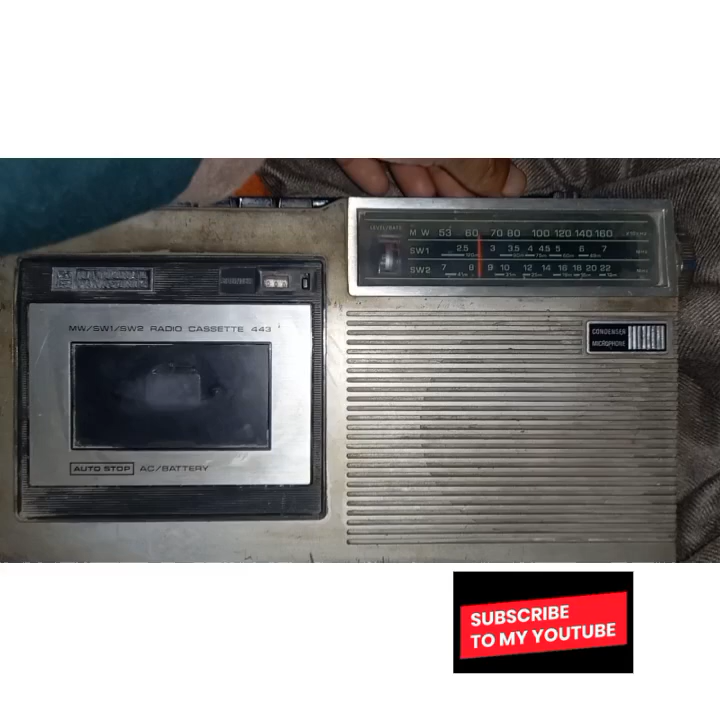 LEVEL/BATT
MW 53 60 70 80 100 120 140 160
SW1 2.5 3 3.5 4 4.5 5 6 7
SW2 7 8 9 10 12 14 16 18 20 22
MW/SW1/SW2 RADIO CASSETTE 443
CONDENSER
MICROPHONE
AUTO STOP AC/BATTERY
SUBSCRIBE
TO MY YOUTUBE